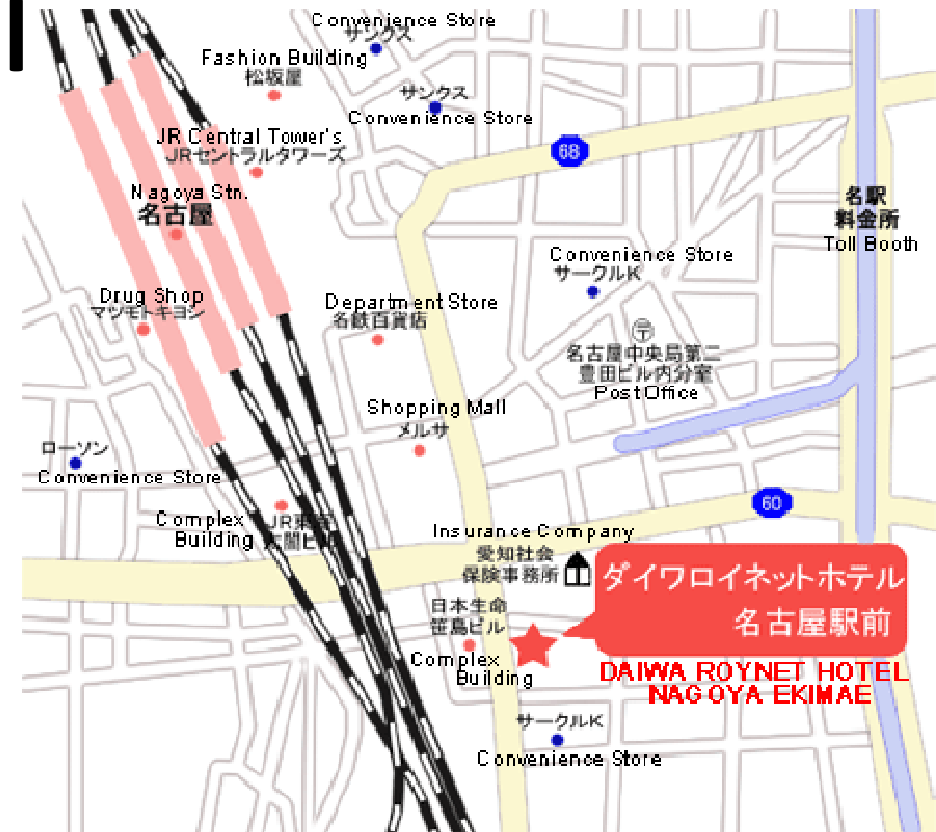 Convenience Store
サンクス
Fashion Building
松坂屋
サンクス
Convenience Store
68
JR Central Tower's
JRセントラルタワーズ
Nagoya Stn.
名古屋
名駅
料金所
Toll Booth
Convenience Store
サークルK
Drug Shop
マツモトキヨシ
Department Store
名鉄百貨店
〒
名古屋中央局第二
豊田ビル内分室
Post Office
Shopping Mall
メルサ
ローソン
Convenience Store
60
Complex
Building
JR東
Insurance Company
愛知社会
保険事務所
ダイワロイネットホテル
名古屋駅前
日本生命
笹島ビル
Complex
Building
DAIWA ROYNET HOTEL
NAGOYA EKIMAE
サークルK
Convenience Store